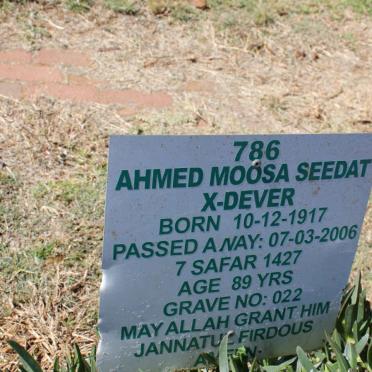 786
AHMED MOOSA SEEDAT
X-DEVER
BORN 10-12-1917
PASSED AWAY: 07-03-2006
7 SAFAR 1427
AGE 89 YRS
GRAVE NO: 022
MAY ALLAH GRANT HIM
JANNATUL FIRDOUS